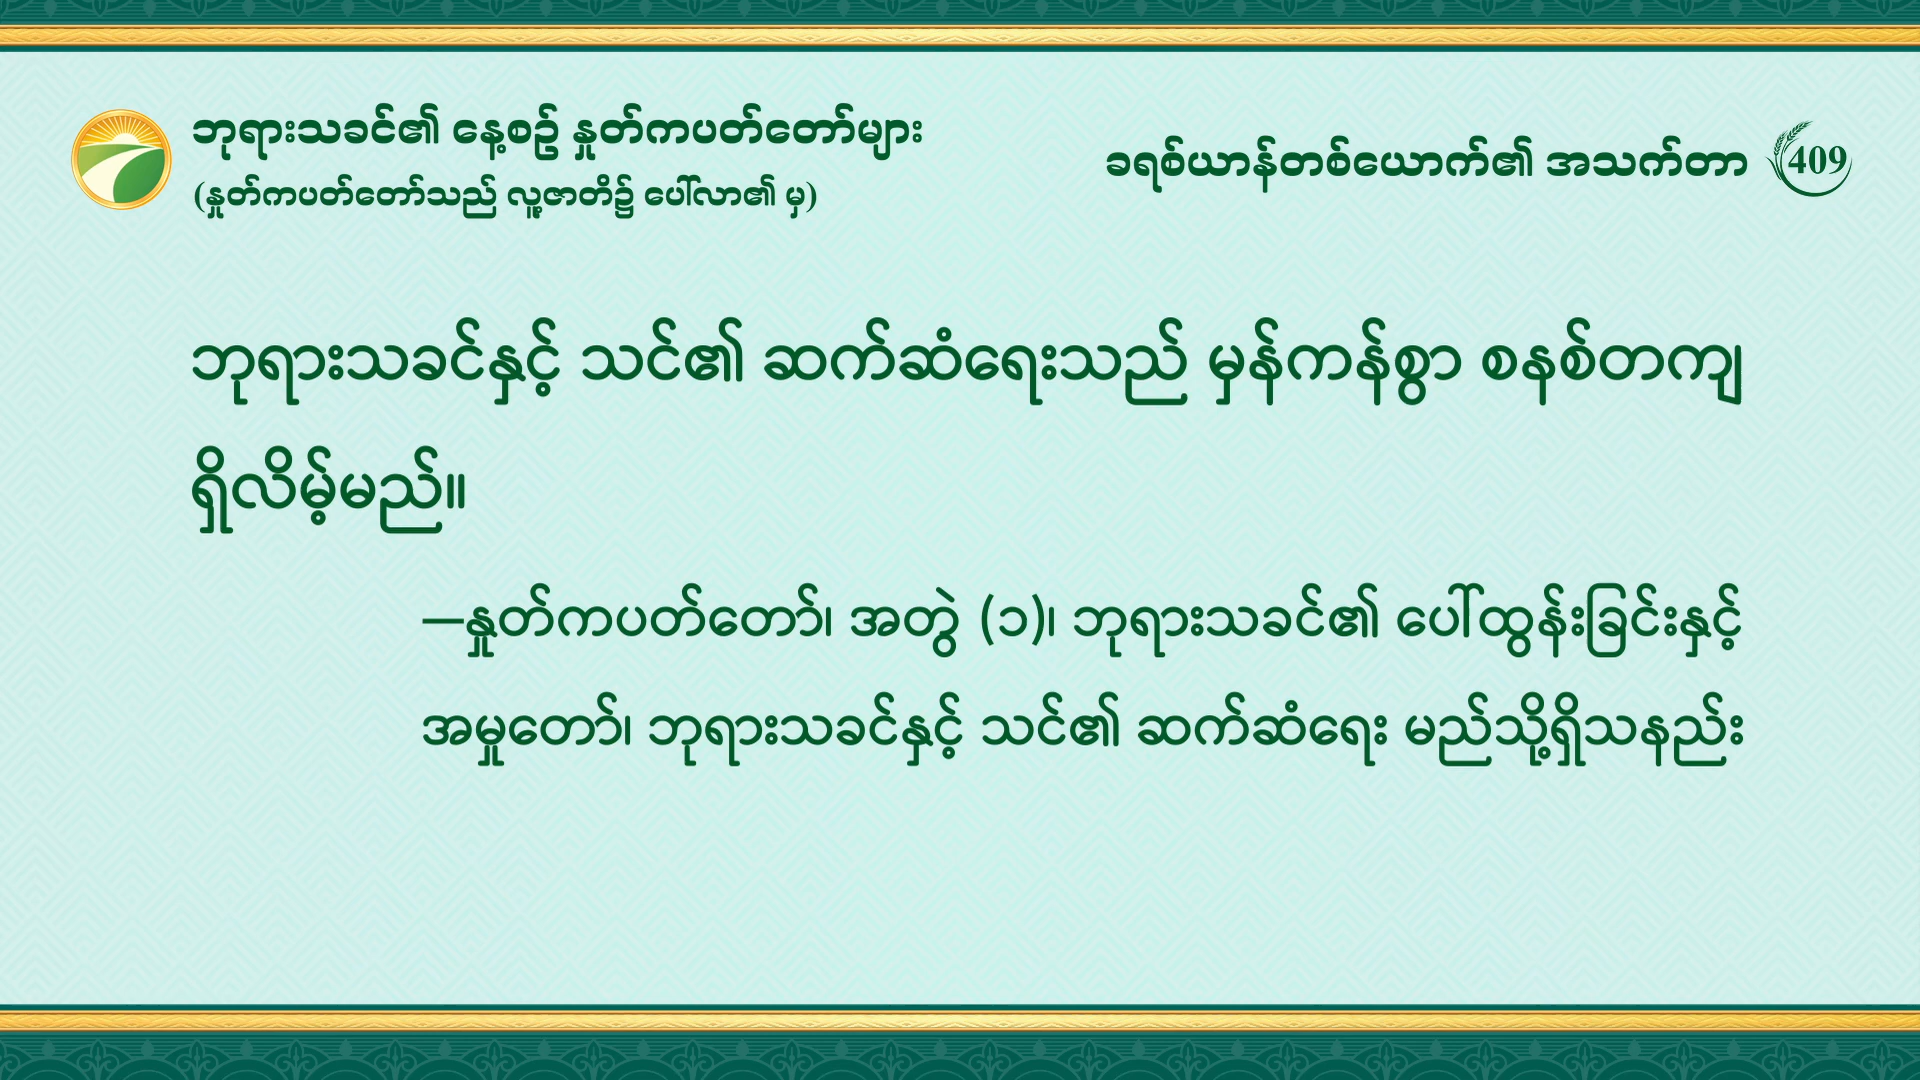 ဘုရားသခင်၏ နေ့စဉ် နှုတ်ကပတ်တော်များ
(နှုတ်ကပတ်တော်သည် လူ့ဇာတိ၌ ပေါ်လာ၏ မှ)
ခရစ်ယာန်တစ်ယောက်၏ အသက်တာ 409
ဘုရားသခင်နှင့် သင်၏ ဆက်ဆံရေးသည် မှန်ကန်စွာ စနစ်တကျ
ရှိလိမ့်မည်။
—နှုတ်ကပတ်တော်၊ အတွဲ (၁)၊ ဘုရားသခင်၏ ပေါ်ထွန်းခြင်းနှင့်
အမှုတော်၊ ဘုရားသခင်နှင့် သင်၏ ဆက်ဆံရေး မည်သို့ရှိသနည်း